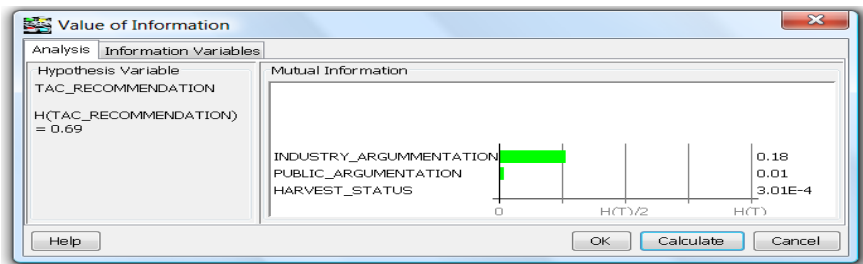 Value of Information
Analysis Information Variables
Hypothesis Variable
TAC_RECOMMENDATION
H(TAC_RECOMMENDATION)
= 0.69
Mutual Information
INDUSTRY_ARGUMMENTATION 0.18
PUBLIC_ARGUMENTATION 0.01
HARVEST_STATUS 3.01E-4
0 H(T)/2 H(T)
Help OK Calculate Cancel